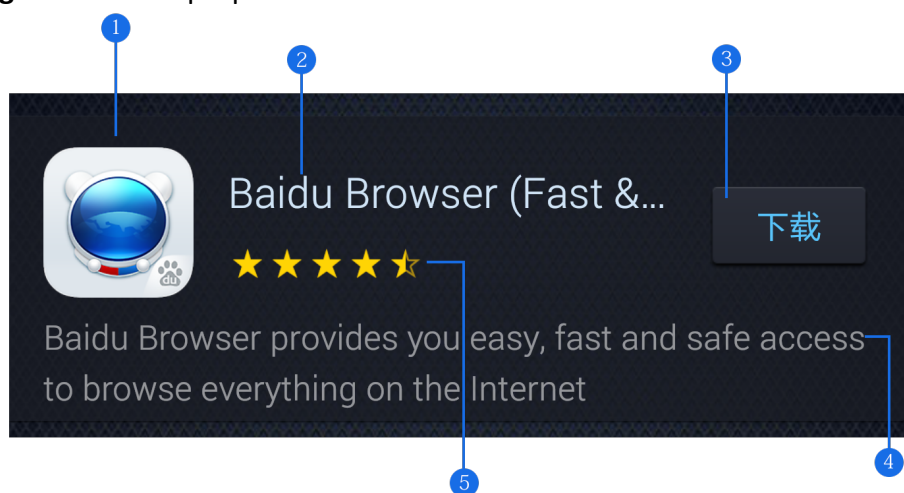 1
2
3
Baidu Browser (Fast &...
下载
du
Baidu Browser provides you easy, fast and safe access
to browse everything on the Internet
4
5